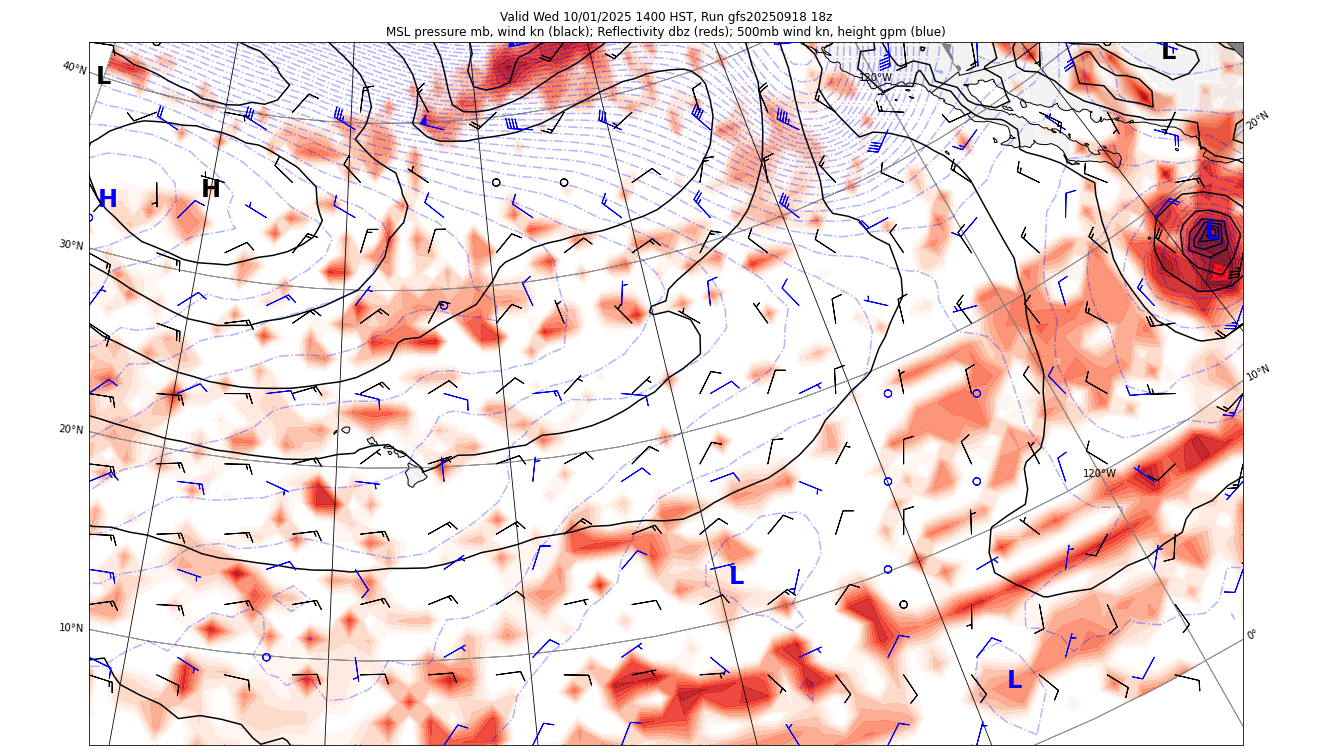 Valid Wed 10/01/2025 1400 HST, Run gfs20250918 18z
MSL pressure mb, wind kn (black); Reflectivity dbz (reds); 500mb wind kn, height gpm (blue)
L
40°N
120°W
L
20°N
H
H
30°N
L
10°N
20°N
120°W
L
10°N
0°
L